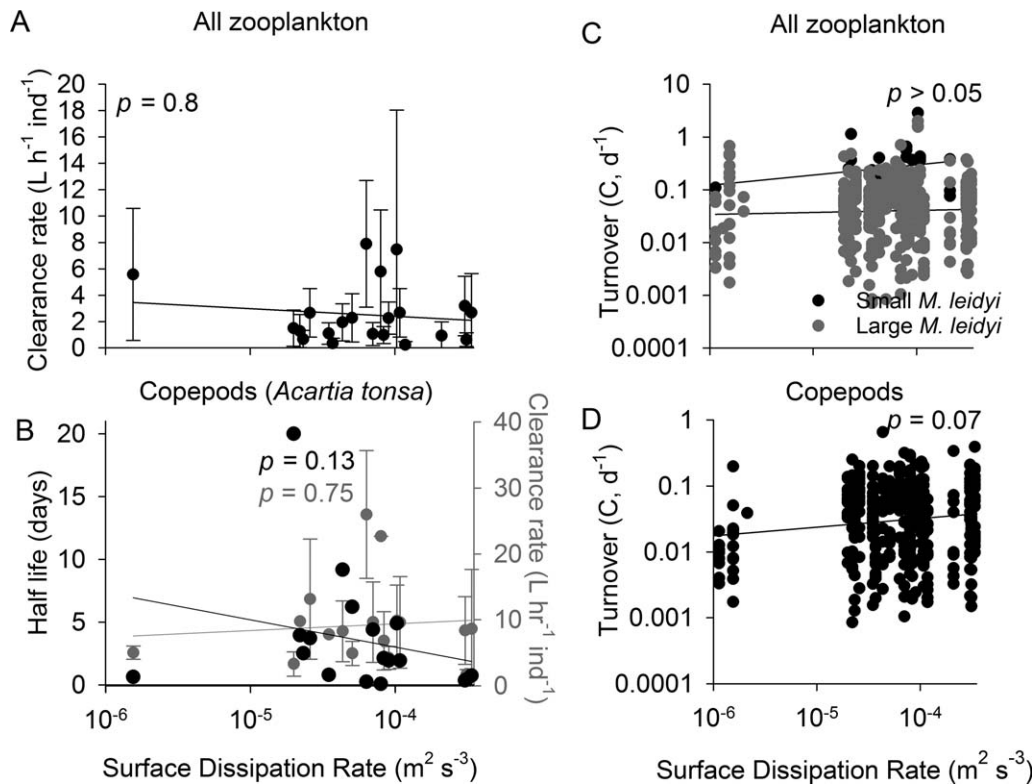 A
All zooplankton
Clearance rate (L h-1 ind-1)
20
18
16
14
12
10
8
6
4
2
0
p = 0.8
Copepods (Acartia tonsa)
B
Half life (days)
20
15
10
5
0
p = 0.13
p = 0.75
40
30
20
10
0
Clearance rate (L hr-1 ind-1)
10-6
10-5
10-4
Surface Dissipation Rate (m2 s-3)
C
All zooplankton
Turnover (C, d-1)
10
1
0.1
0.01
0.001
0.0001
p > 0.05
Small M. leidyi
Large M. leidyi
D
Copepods
Turnover (C, d-1)
1
0.1
0.01
0.001
0.0001
p = 0.07
10-6
10-5
10-4
Surface Dissipation Rate (m2 s-3)